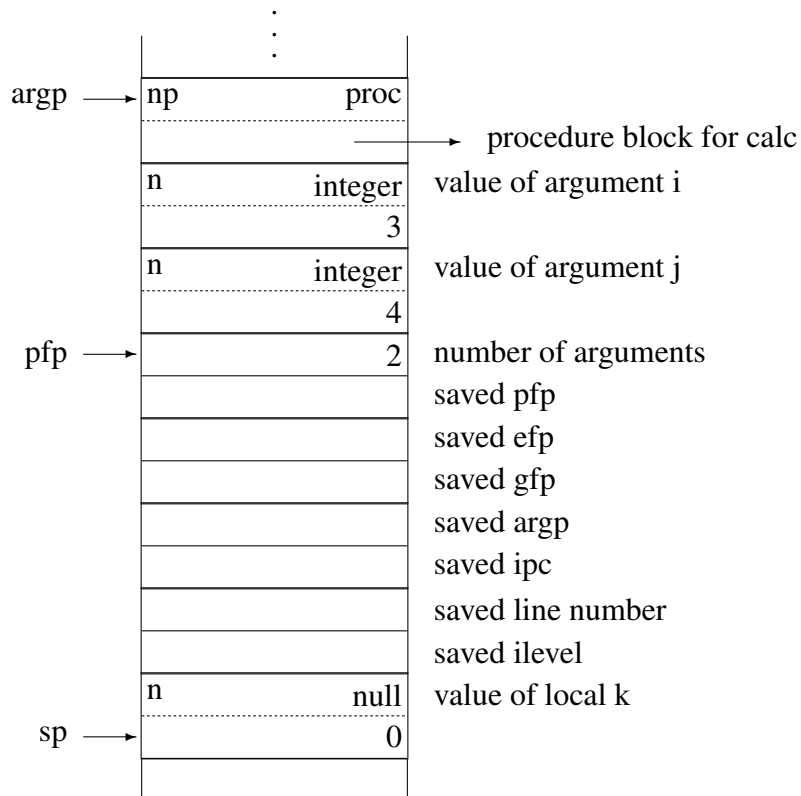 argp np proc
procedure block for calc
n integer value of argument i
3
n integer value of argument j
4
pfp 2 number of arguments
saved pfp
saved efp
saved gfp
saved argp
saved ipc
saved line number
saved ilevel
n null value of local k
sp 0